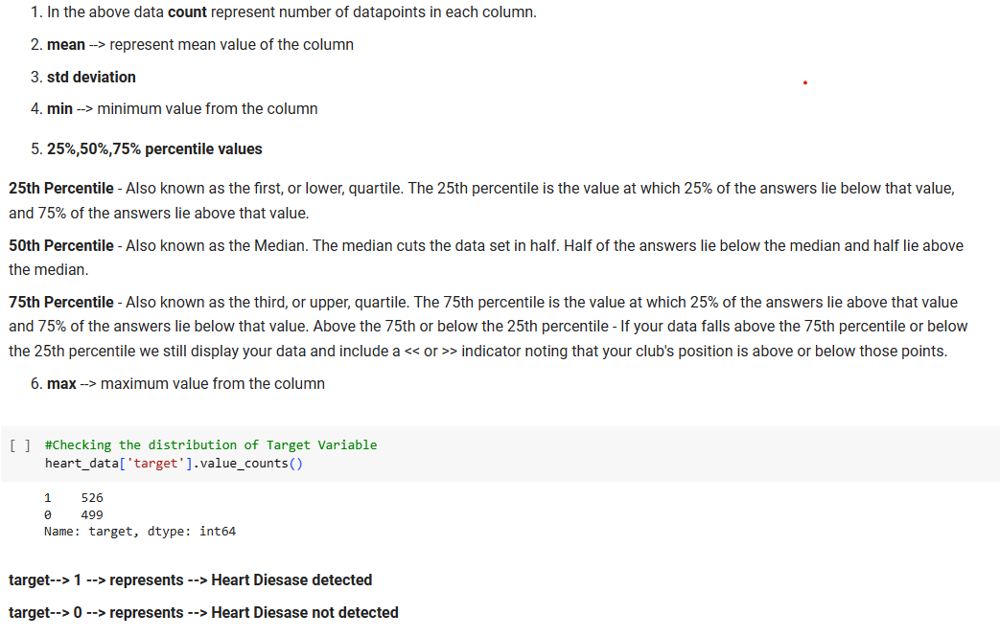 1. In the above data count represent number of datapoints in each column.
2. mean --> represent mean value of the column
3. std deviation
4. min --> minimum value from the column
5. 25%,50%,75% percentile values
25th Percentile - Also known as the first, or lower, quartile. The 25th percentile is the value at which 25% of the answers lie below that value,
and 75% of the answers lie above that value.
50th Percentile - Also known as the Median. The median cuts the data set in half. Half of the answers lie below the median and half lie above
the median.
75th Percentile - Also known as the third, or upper, quartile. The 75th percentile is the value at which 25% of the answers lie above that value
and 75% of the answers lie below that value. Above the 75th or below the 25th percentile - If your data falls above the 75th percentile or below
the 25th percentile we still display your data and include a << or >> indicator noting that your club's position is above or below those points.
6. max --> maximum value from the column
[ ] #Checking the distribution of Target Variable
heart_data['target'].value_counts()
1 526
0 499
Name: target, dtype: int64
target--> 1 --> represents --> Heart Diesase detected
target--> 0 --> represents --> Heart Diesase not detected